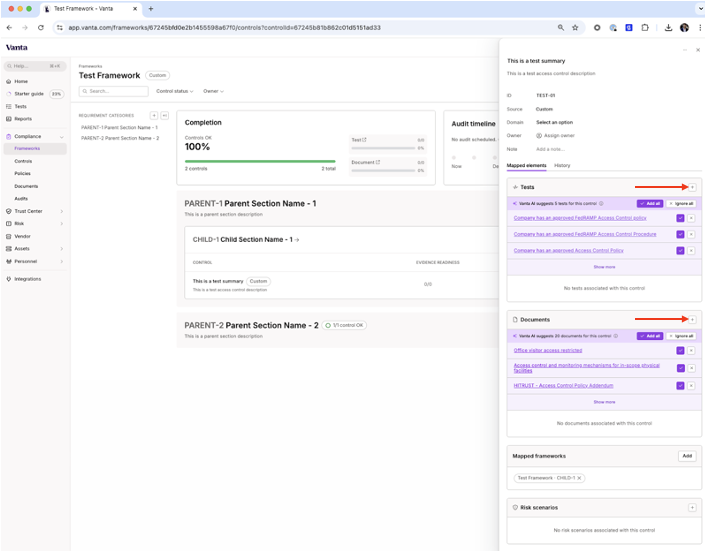 Test Framework - Vanta
app.vanta.com/frameworks/67245bfd0e2b1455598a67f0/controls?controlId=67245b81b862c01d5151ad33
Vanta
Help...
Home
Starter guide
Tests
Reports
Compliance
Frameworks
Controls
Policies
Documents
Audits
Trust Center
Risk
Vendor
Assets
Personnel
Integrations
Frameworks
Test Framework Custom
Search...
Control status
Owner
REQUIREMENT CATEGORIES
PARENT-1 Parent Section Name - 1
PARENT-2 Parent Section Name - 2
Completion
Controls OK
100%
2 controls
2 total
Test
0/0
0%
Document
0/0
0%
Audit timeline
No audit scheduled.
Now
PARENT-1 Parent Section Name - 1
This is a parent section description
CHILD-1 Child Section Name - 1
CONTROL
EVIDENCE READINESS
This is a test summary Custom
This is a test access control description
0/0
PARENT-2 Parent Section Name - 2 1/1 control OK
This is a parent section description
This is a test summary
This is a test access control description
ID TEST-01
Source Custom
Domain Select an option
Owner Assign owner
Note Add a note...
Mapped elements History
Tests
Vanta AI suggests 5 tests for this control
Add all
Ignore all
Company has an approved FedRAMP Access Control policy
Company has an approved FedRAMP Access Control Procedure
Company has an approved Access Control Policy
Show more
No tests associated with this control
Documents
Vanta AI suggests 20 documents for this control
Add all
Ignore all
Office visitor access restricted
Access control and monitoring mechanisms for in-scope physical
facilities
HITRUST - Access Control Policy Addendum
Show more
No documents associated with this control
Mapped frameworks
Add
Test Framework · CHILD-1
Risk scenarios
No risk scenarios associated with this control